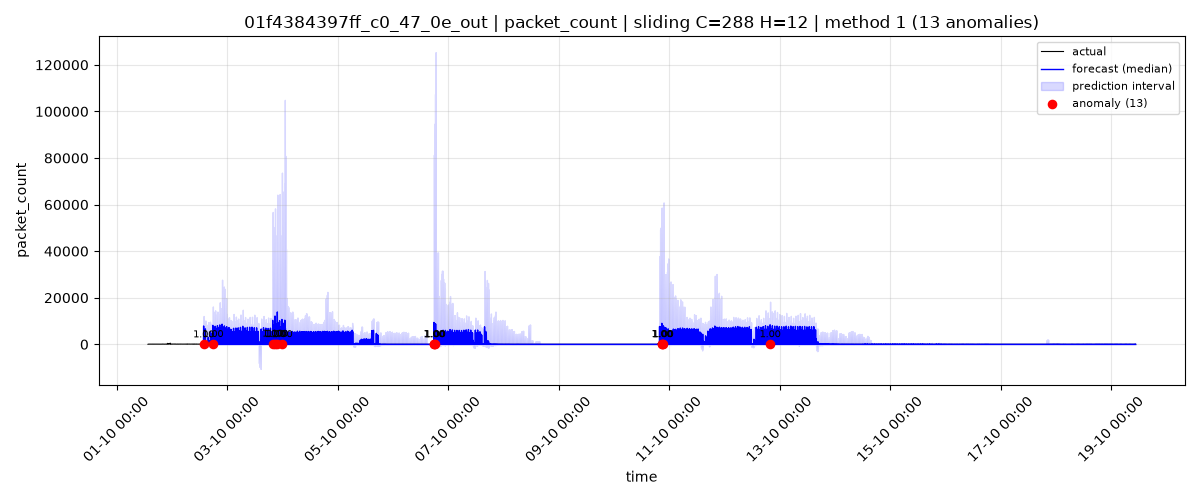 01f4384397ff_c0_47_0e_out | packet_count | sliding C=288 H=12 | method 1 (13 anomalies)
actual
forecast (median)
prediction interval
anomaly (13)
packet_count
120000
100000
80000
60000
40000
20000
0
1.00
1.00
01-10 00:00
03-10 00:00
05-10 00:00
07-10 00:00
09-10 00:00
11-10 00:00
13-10 00:00
15-10 00:00
17-10 00:00
19-10 00:00
time